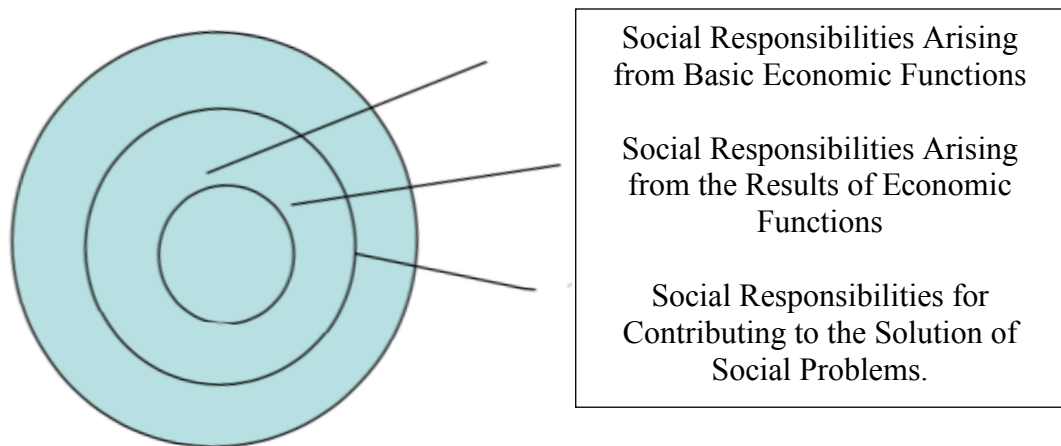 Social Responsibilities Arising
from Basic Economic Functions
Social Responsibilities Arising
from the Results of Economic
Functions
Social Responsibilities for
Contributing to the Solution of
Social Problems.